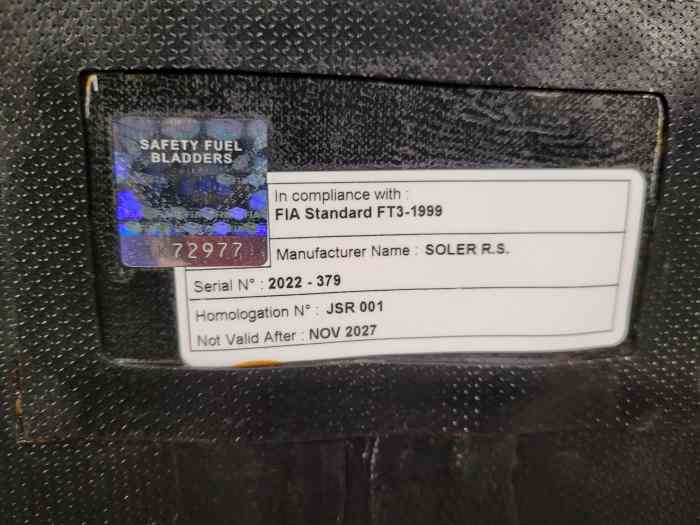 SAFETY FUEL
BLADDERS
K72977
In compliance with :
FIA Standard FT3-1999
Manufacturer Name : SOLER R.S.
Serial N° : 2022 - 379
Homologation N° : JSR 001
Not Valid After : NOV 2027